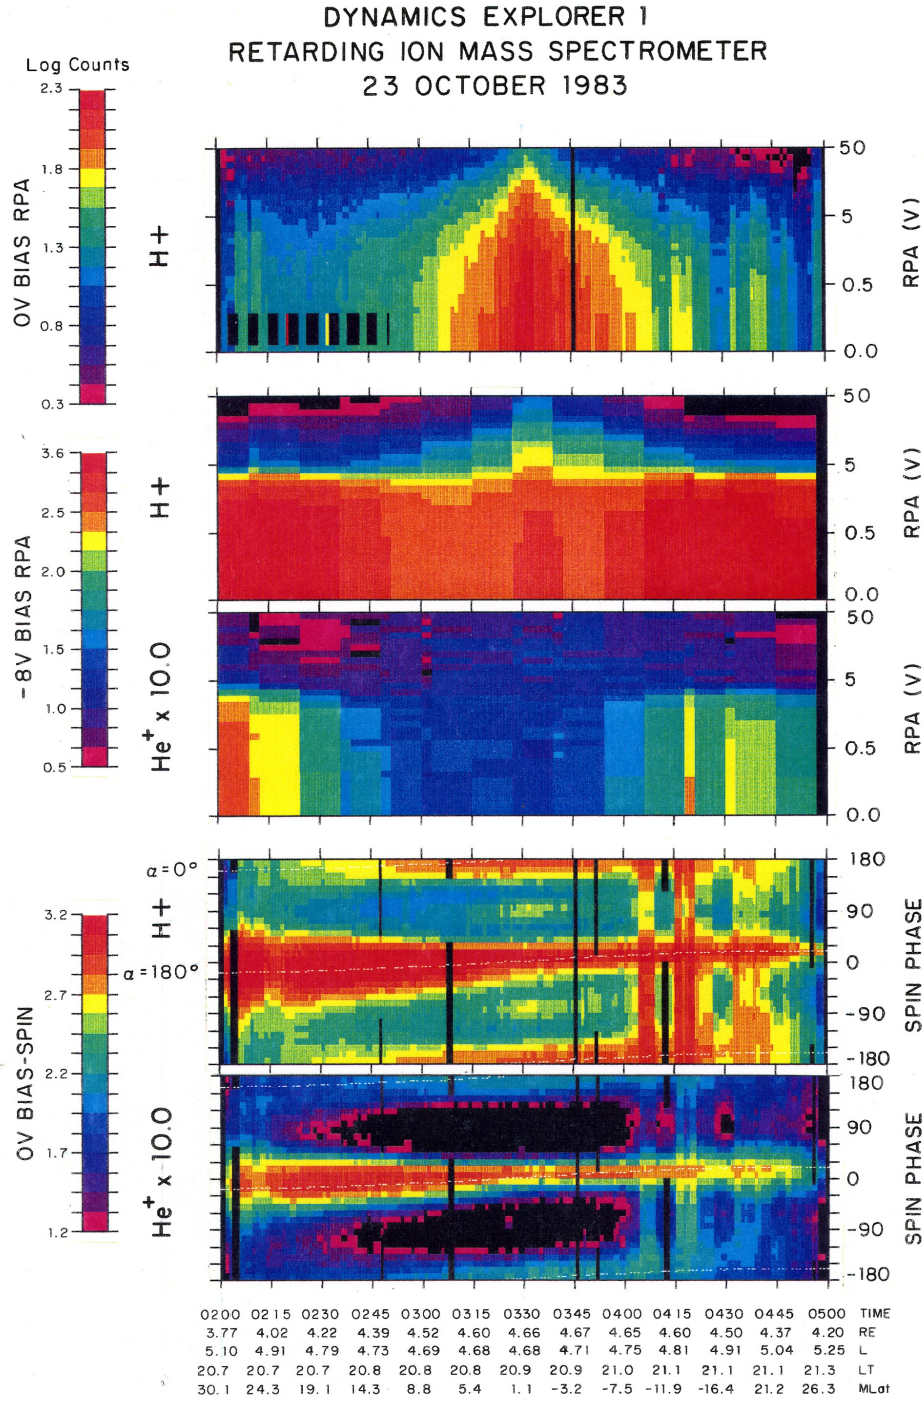 DYNAMICS EXPLORER 1
RETARDING ION MASS SPECTROMETER
23 OCTOBER 1983
Log Counts
2.3
1.8
1.3
0.8
0.3
OV BIAS RPA
H+
50
5
0.5
0.0
RPA (V)
3.6
2.5
2.0
1.5
1.0
0.5
-8V BIAS RPA
H+
50
5
0.5
0.0
RPA (V)
He+ x 10.0
50
5
0.5
0.0
RPA (V)
3.2
2.7
2.2
1.7
1.2
OV BIAS-SPIN
α=0°
H+
α=180°
180
90
0
-90
-180
SPIN PHASE
He+ x 10.0
180
90
0
-90
-180
SPIN PHASE
0200 0215 0230 0245 0300 0315 0330 0345 0400 0415 0430 0445 0500 TIME
3.77 4.02 4.22 4.39 4.52 4.60 4.66 4.67 4.65 4.60 4.50 4.37 4.20 RE
5.10 4.91 4.79 4.73 4.69 4.68 4.68 4.71 4.75 4.81 4.91 5.04 5.25 L
20.7 20.7 20.7 20.8 20.8 20.8 20.9 20.9 21.0 21.1 21.1 21.1 21.3 LT
30.1 24.3 19.1 14.3 8.8 5.4 1.1 -3.2 -7.5 -11.9 -16.4 21.2 26.3 MLat